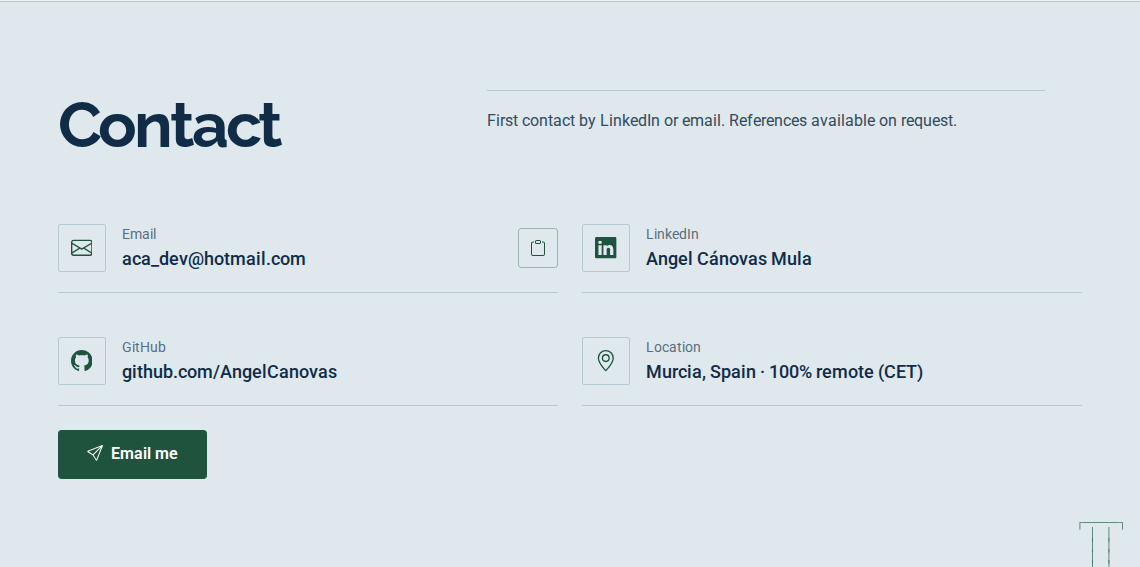 Contact
First contact by LinkedIn or email. References available on request.
Email
aca_dev@hotmail.com
LinkedIn
Angel Cánovas Mula
GitHub
github.com/AngelCanovas
Location
Murcia, Spain · 100% remote (CET)
Email me